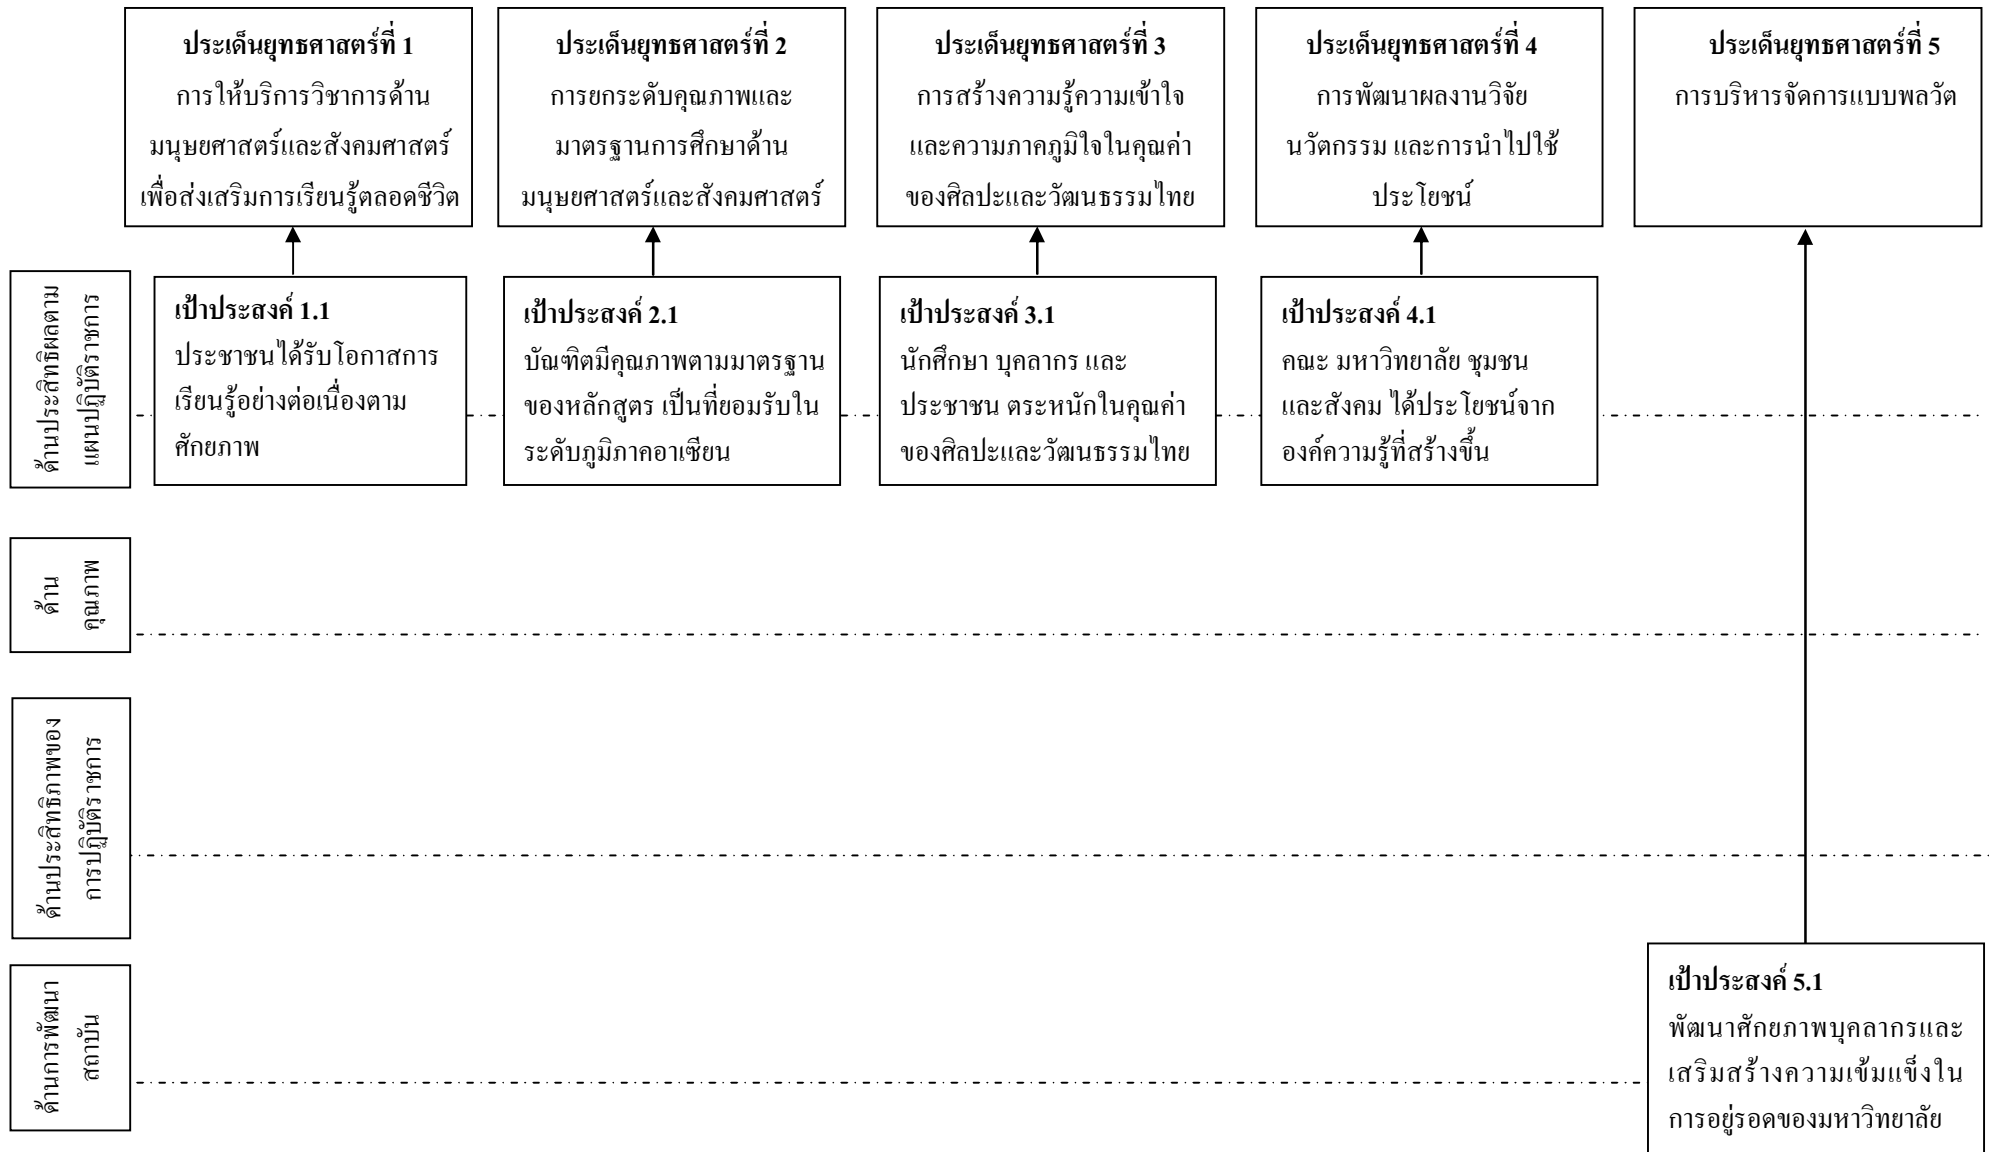 ประเด็นยุทธศาสตร์ที่ 1
การให้บริการวิชาการด้าน
มนุษยศาสตร์และสังคมศาสตร์
เพื่อส่งเสริมการเรียนรู้ตลอดชีวิต
ประเด็นยุทธศาสตร์ที่ 2
การยกระดับคุณภาพและ
มาตรฐานการศึกษาด้าน
มนุษยศาสตร์และสังคมศาสตร์
ประเด็นยุทธศาสตร์ที่ 3
การสร้างความรู้ความเข้าใจ
และความภาคภูมิใจในคุณค่า
ของศิลปะและวัฒนธรรมไทย
ประเด็นยุทธศาสตร์ที่ 4
การพัฒนาผลงานวิจัย
นวัตกรรม และการนำไปใช้
ประโยชน์
ประเด็นยุทธศาสตร์ที่ 5
การบริหารจัดการแบบพลวัต
ด้านประสิทธิผลตาม
แผนปฏิบัติราชการ
เป้าประสงค์ 1.1
ประชาชนได้รับโอกาสการ
เรียนรู้อย่างต่อเนื่องตาม
ศักยภาพ
เป้าประสงค์ 2.1
บัณฑิตมีคุณภาพตามมาตรฐาน
ของหลักสูตร เป็นที่ยอมรับใน
ระดับภูมิภาคอาเซียน
เป้าประสงค์ 3.1
นักศึกษา บุคลากร และ
ประชาชน ตระหนักในคุณค่า
ของศิลปะและวัฒนธรรมไทย
เป้าประสงค์ 4.1
คณะ มหาวิทยาลัย ชุมชน
และสังคม ได้ประโยชน์จาก
องค์ความรู้ที่สร้างขึ้น
ด้าน
คุณภาพ
ด้านประสิทธิภาพของ
การปฏิบัติราชการ
ด้านการพัฒนา
สถาบัน
เป้าประสงค์ 5.1
พัฒนาศักยภาพบุคลากรและ
เสริมสร้างความเข้มแข็งใน
การอยู่รอดของมหาวิทยาลัย